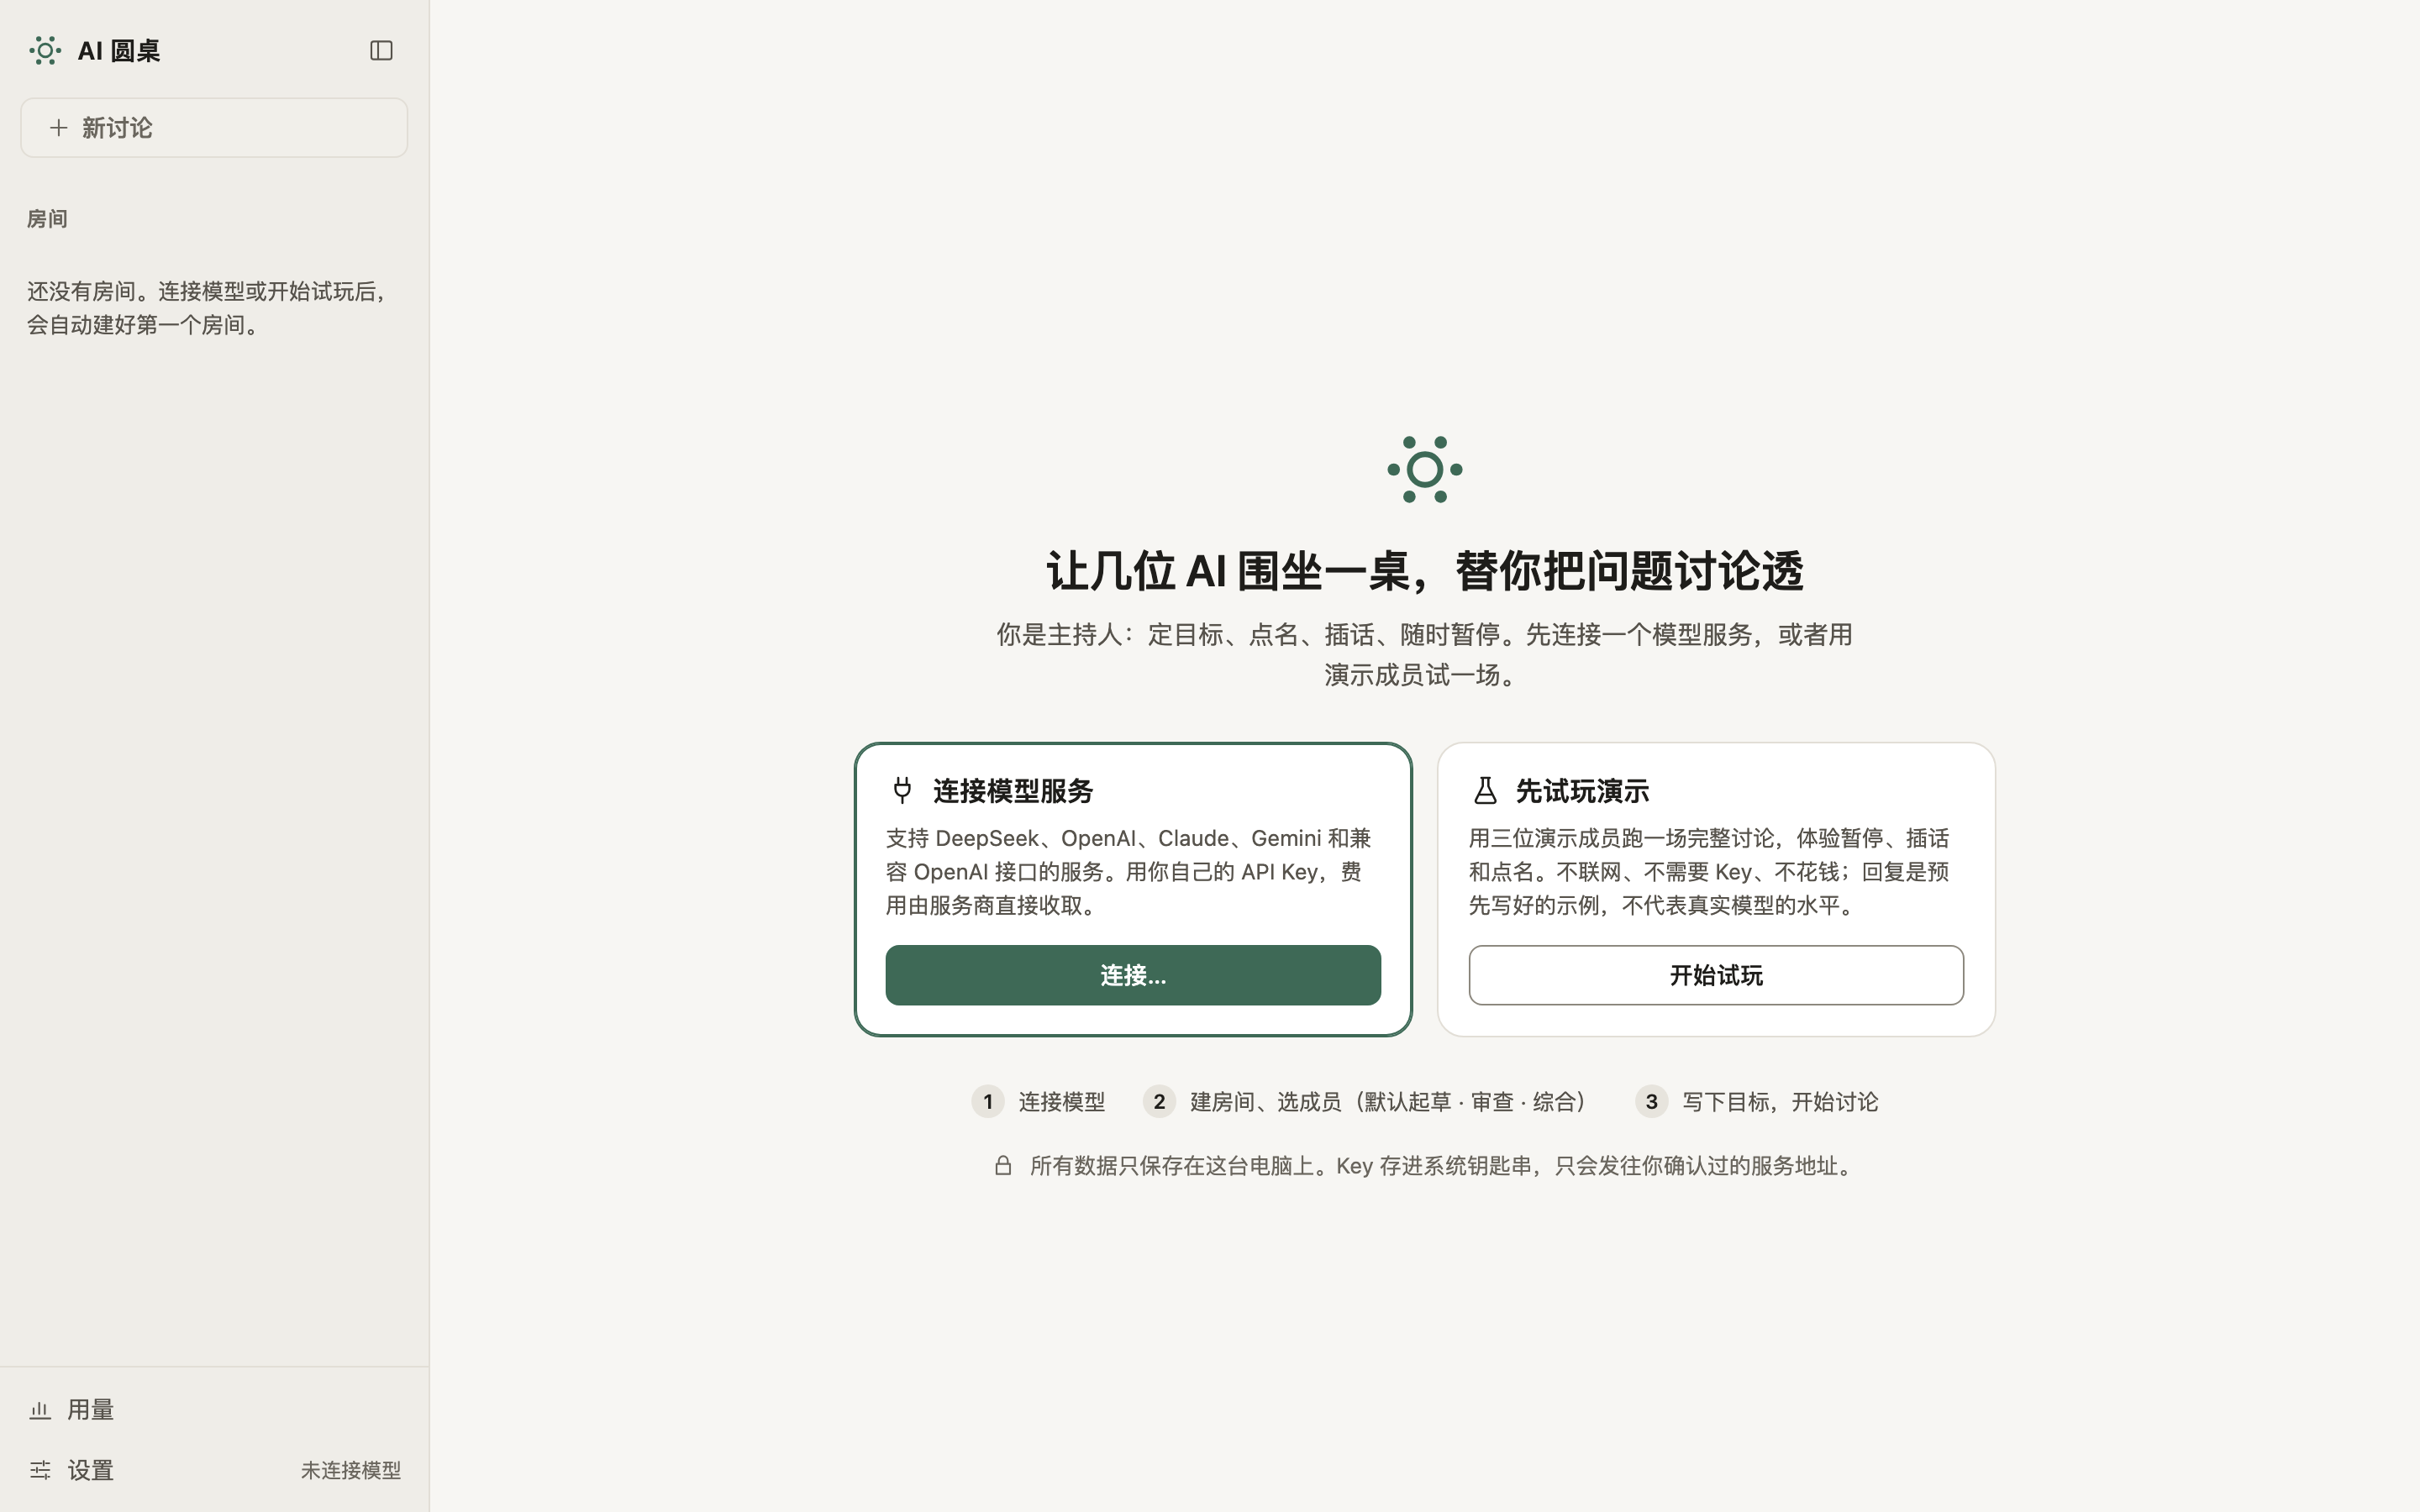 AI 圆桌
新讨论
房间
还没有房间。连接模型或开始试玩后，
会自动建好第一个房间。
让几位 AI 围坐一桌，替你把问题讨论透
你是主持人：定目标、点名、插话、随时暂停。先连接一个模型服务，或者用
演示成员试一场。
连接模型服务
支持 DeepSeek、OpenAI、Claude、Gemini 和兼
容 OpenAI 接口的服务。用你自己的 API Key，费
用由服务商直接收取。
连接...
先试玩演示
用三位演示成员跑一场完整讨论，体验暂停、插话
和点名。不联网、不需要 Key、不花钱；回复是预
先写好的示例，不代表真实模型的水平。
开始试玩
1 连接模型 2 建房间、选成员（默认起草 · 审查 · 综合） 3 写下目标，开始讨论
所有数据只保存在这台电脑上。Key 存进系统钥匙串，只会发往你确认过的服务地址。
用量
设置 未连接模型